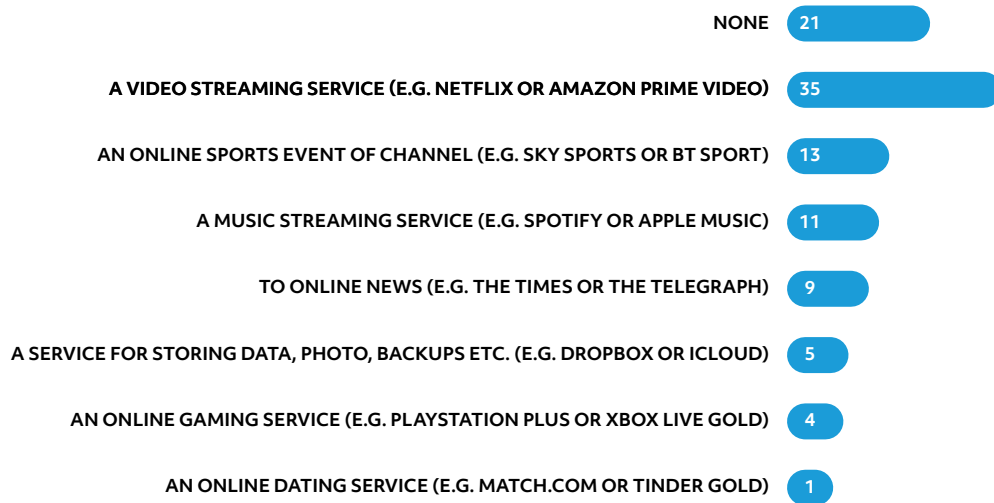 NONE 21
A VIDEO STREAMING SERVICE (E.G. NETFLIX OR AMAZON PRIME VIDEO) 35
AN ONLINE SPORTS EVENT OF CHANNEL (E.G. SKY SPORTS OR BT SPORT) 13
A MUSIC STREAMING SERVICE (E.G. SPOTIFY OR APPLE MUSIC) 11
TO ONLINE NEWS (E.G. THE TIMES OR THE TELEGRAPH) 9
A SERVICE FOR STORING DATA, PHOTO, BACKUPS ETC. (E.G. DROPBOX OR ICLOUD) 5
AN ONLINE GAMING SERVICE (E.G. PLAYSTATION PLUS OR XBOX LIVE GOLD) 4
AN ONLINE DATING SERVICE (E.G. MATCH.COM OR TINDER GOLD) 1